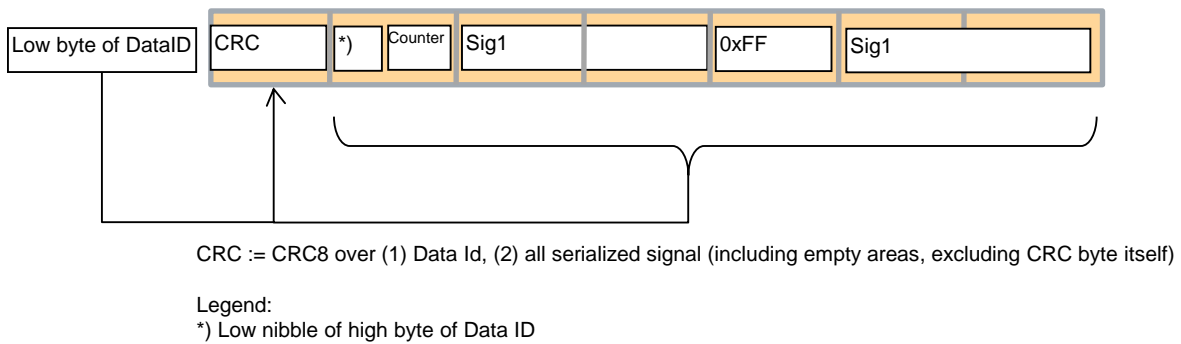 Low byte of DataID CRC *) Counter Sig1 0xFF Sig1
CRC := CRC8 over (1) Data Id, (2) all serialized signal (including empty areas, excluding CRC byte itself)
Legend:
*) Low nibble of high byte of Data ID